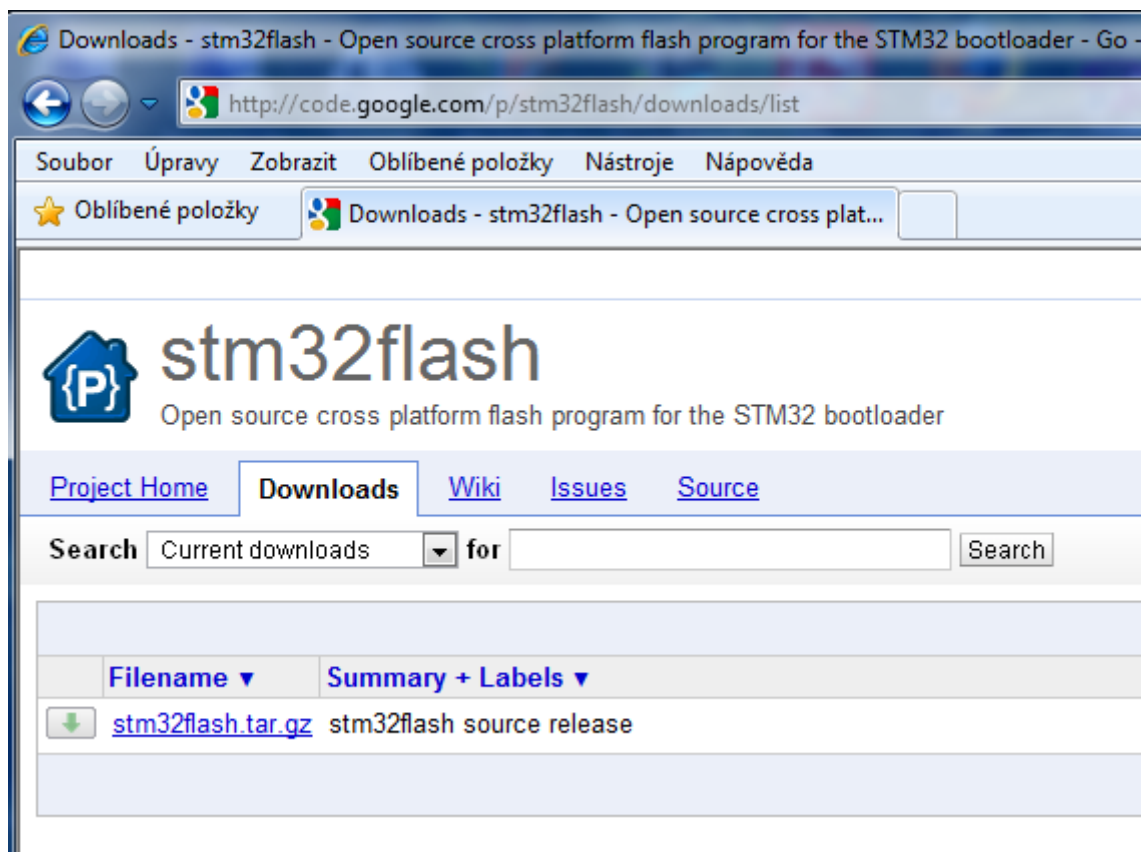 Downloads - stm32flash - Open source cross platform flash program for the STM32 bootloader - Go -
http://code.google.com/p/stm32flash/downloads/list
Soubor Úpravy Zobrazit Oblíbené položky Nástroje Nápověda
Oblíbené položky Downloads - stm32flash - Open source cross plat...
{P} stm32flash
Open source cross platform flash program for the STM32 bootloader
Project Home Downloads Wiki Issues Source
Search Current downloads for Search
Filename ▼ Summary + Labels ▼
stm32flash.tar.gz stm32flash source release